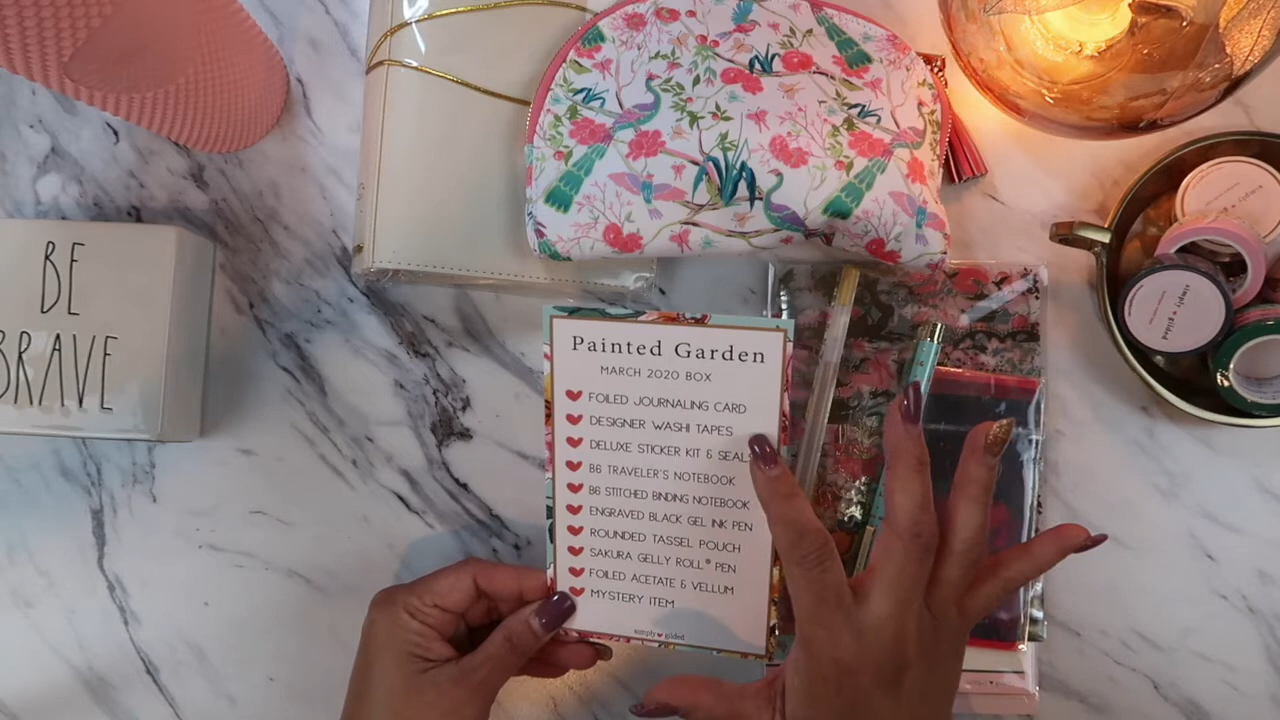 BE
BRAVE
Painted Garden
MARCH 2020 BOX
FOILED JOURNALING CARD
DESIGNER WASHI TAPES
DELUXE STICKER KIT & SEALS
B6 TRAVELER'S NOTEBOOK
B6 STITCHED BINDING NOTEBOOK
ENGRAVED BLACK GEL INK PEN
ROUNDED TASSEL POUCH
SAKURA GELLY ROLL® PEN
FOILED ACETATE & VELLUM
MYSTERY ITEM
simply gilded
simply gilded